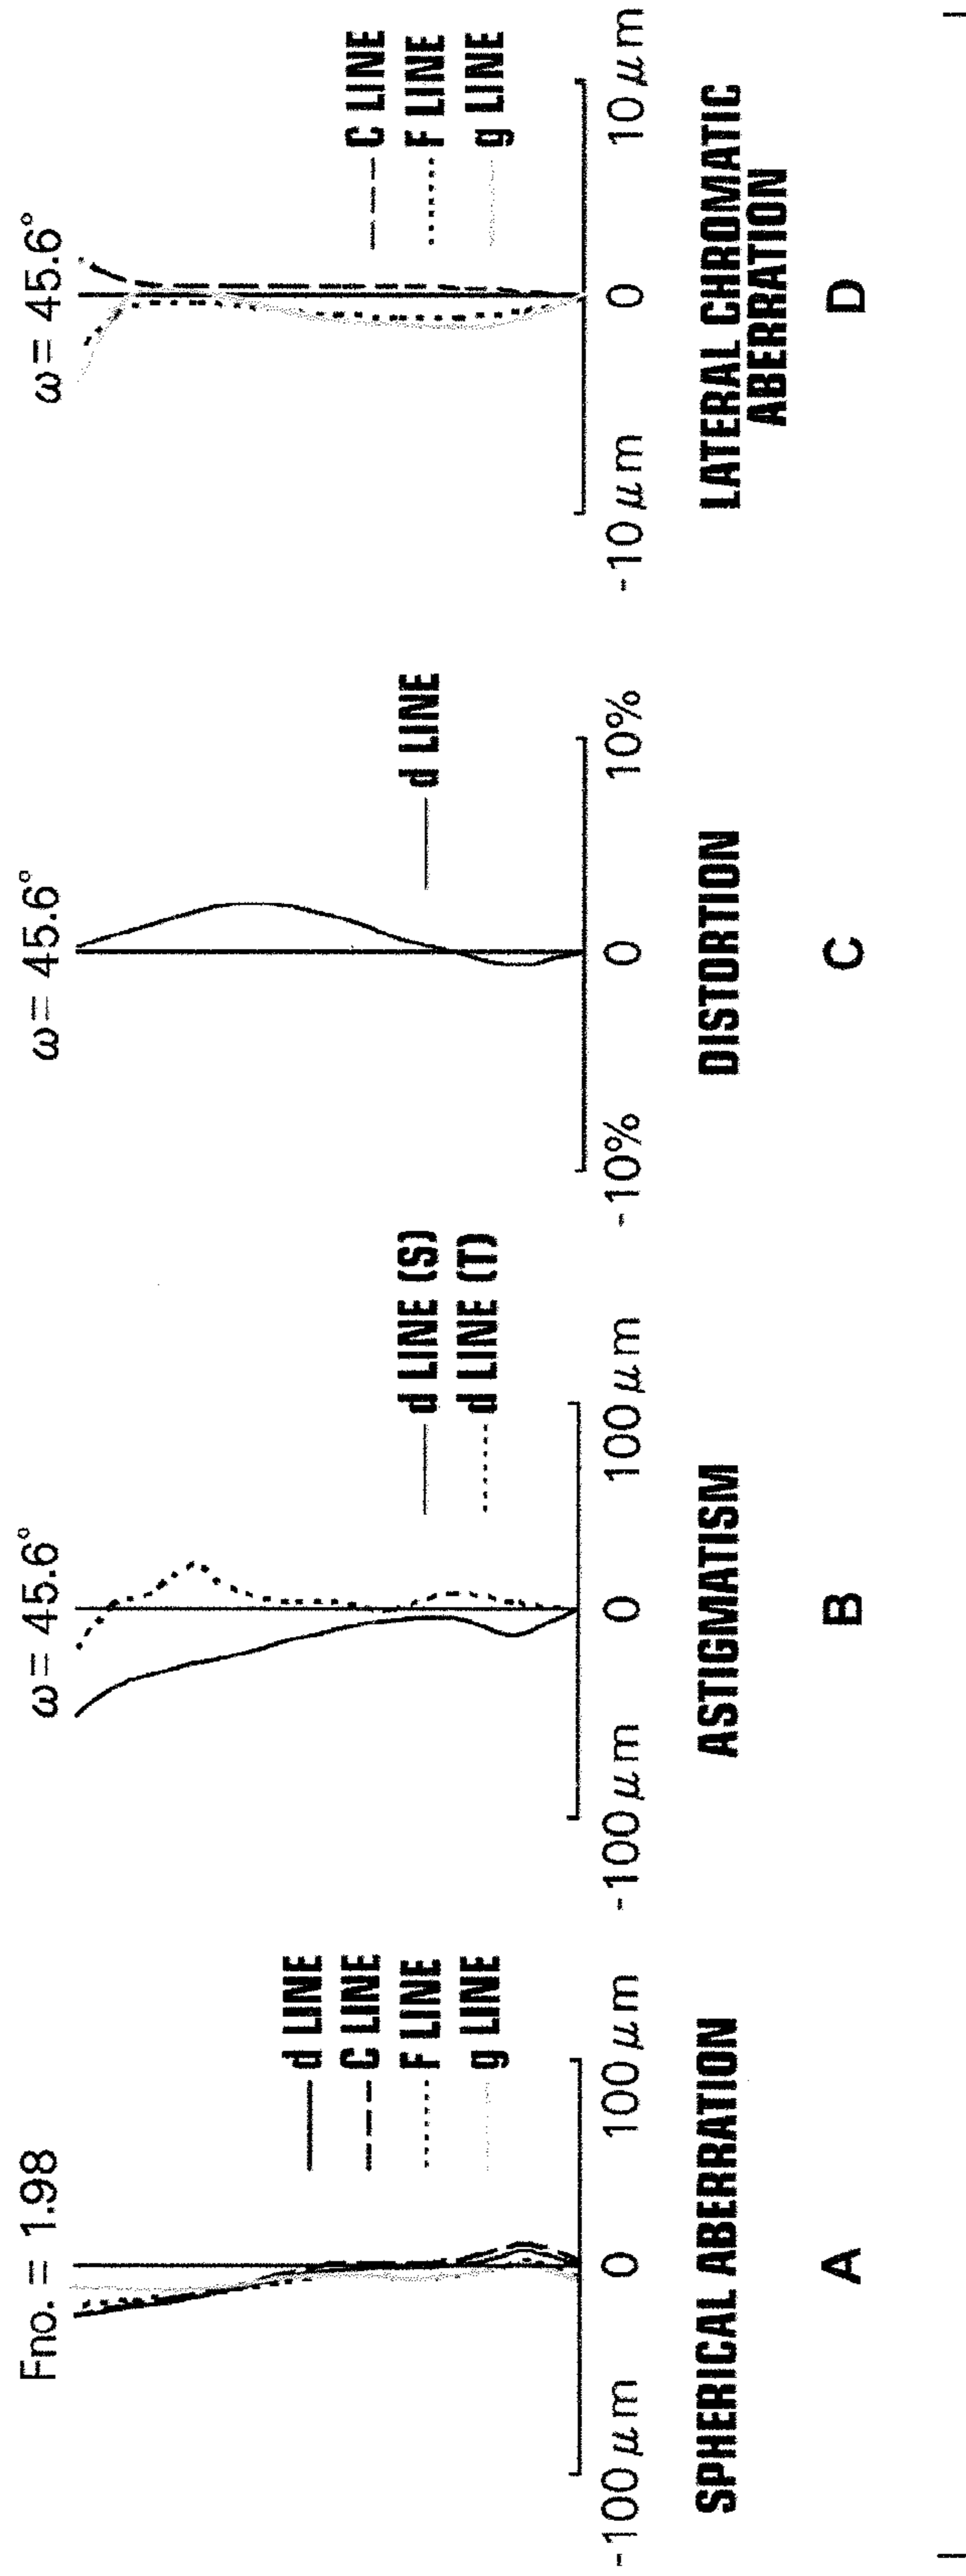 Fno. = 1.98
d LINE
C LINE
F LINE
g LINE
-100 μm
0
100 μm
SPHERICAL ABERRATION
A
ω= 45.6°
d LINE (S)
d LINE (T)
-100 μm
0
100 μm
ASTIGMATISM
B
ω= 45.6°
d LINE
-10%
0
10%
DISTORTION
C
ω= 45.6°
C LINE
F LINE
g LINE
-10 μm
0
10 μm
LATERAL CHROMATIC
ABERRATION
D